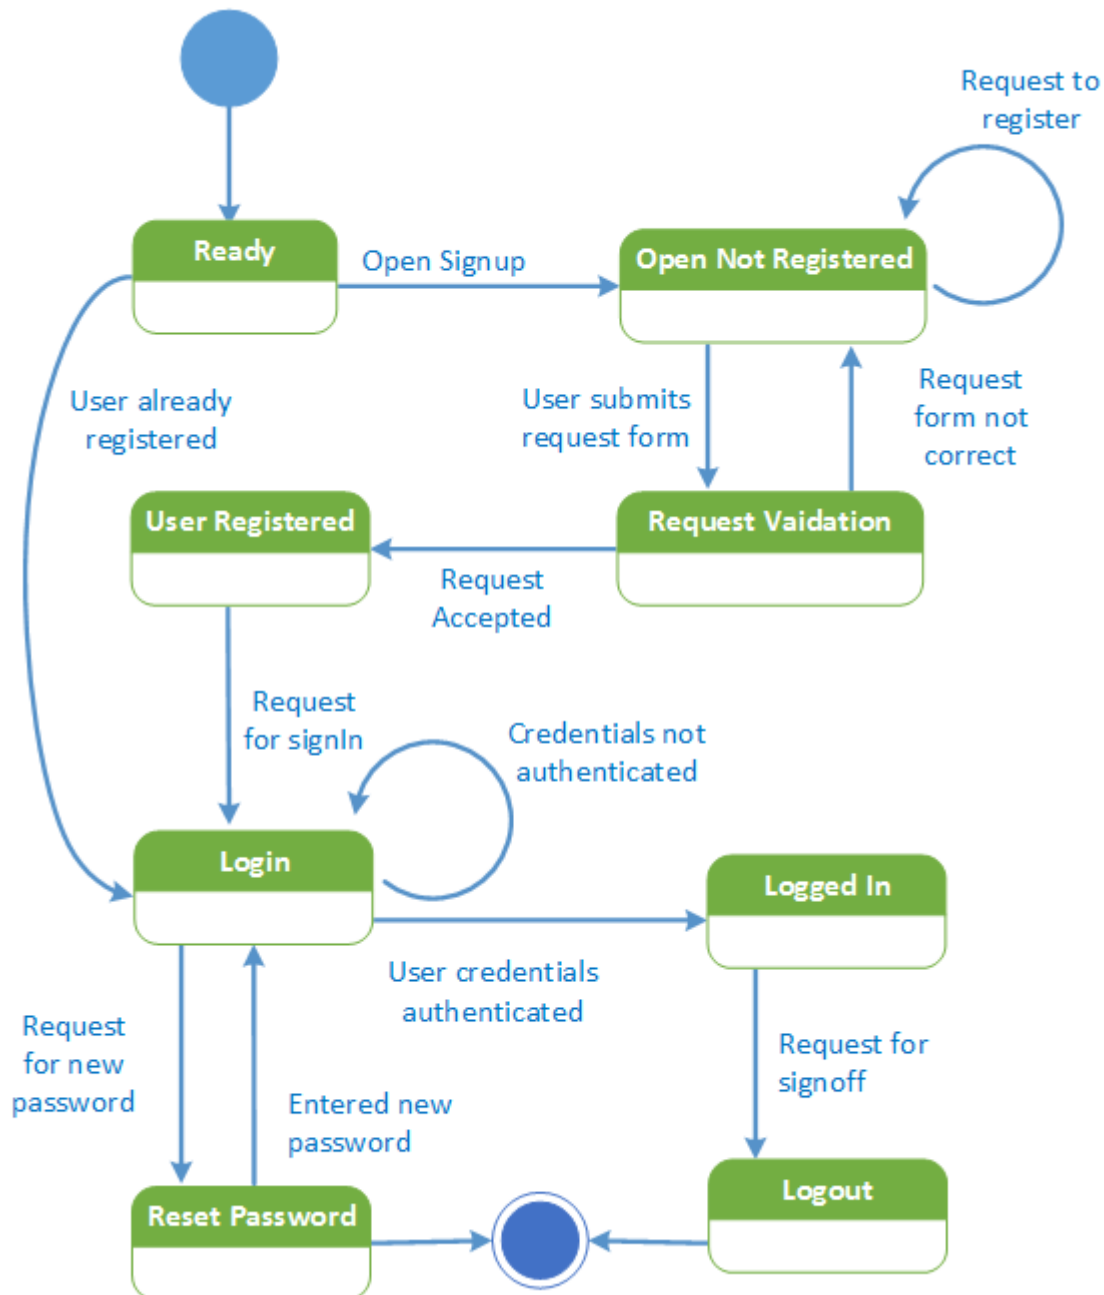 Request to
register
Ready
Open Signup
Open Not Registered
User already
registered
User submits
request form
Request
form not
correct
User Registered
Request Vaidation
Request
Accepted
Request
for signIn
Credentials not
authenticated
Login
Logged In
User credentials
authenticated
Request
for new
password
Request for
signoff
Entered new
password
Reset Password
Logout